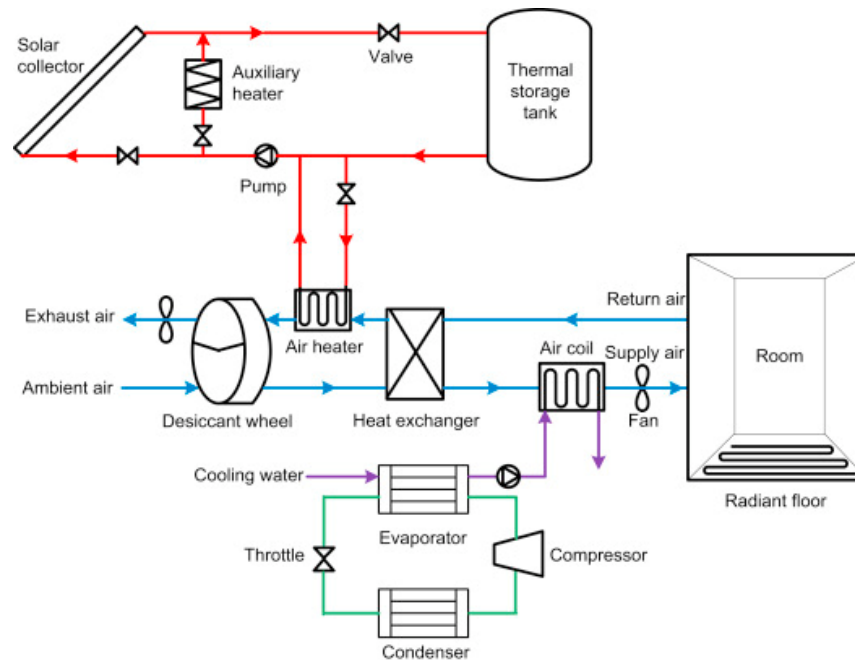 Solar
collector
Auxiliary
heater
Valve
Thermal
storage
tank
Pump
Exhaust air
Air heater
Return air
Air coil
Supply air
Room
Ambient air
Desiccant wheel
Heat exchanger
Fan
Cooling water
Radiant floor
Evaporator
Throttle
Compressor
Condenser